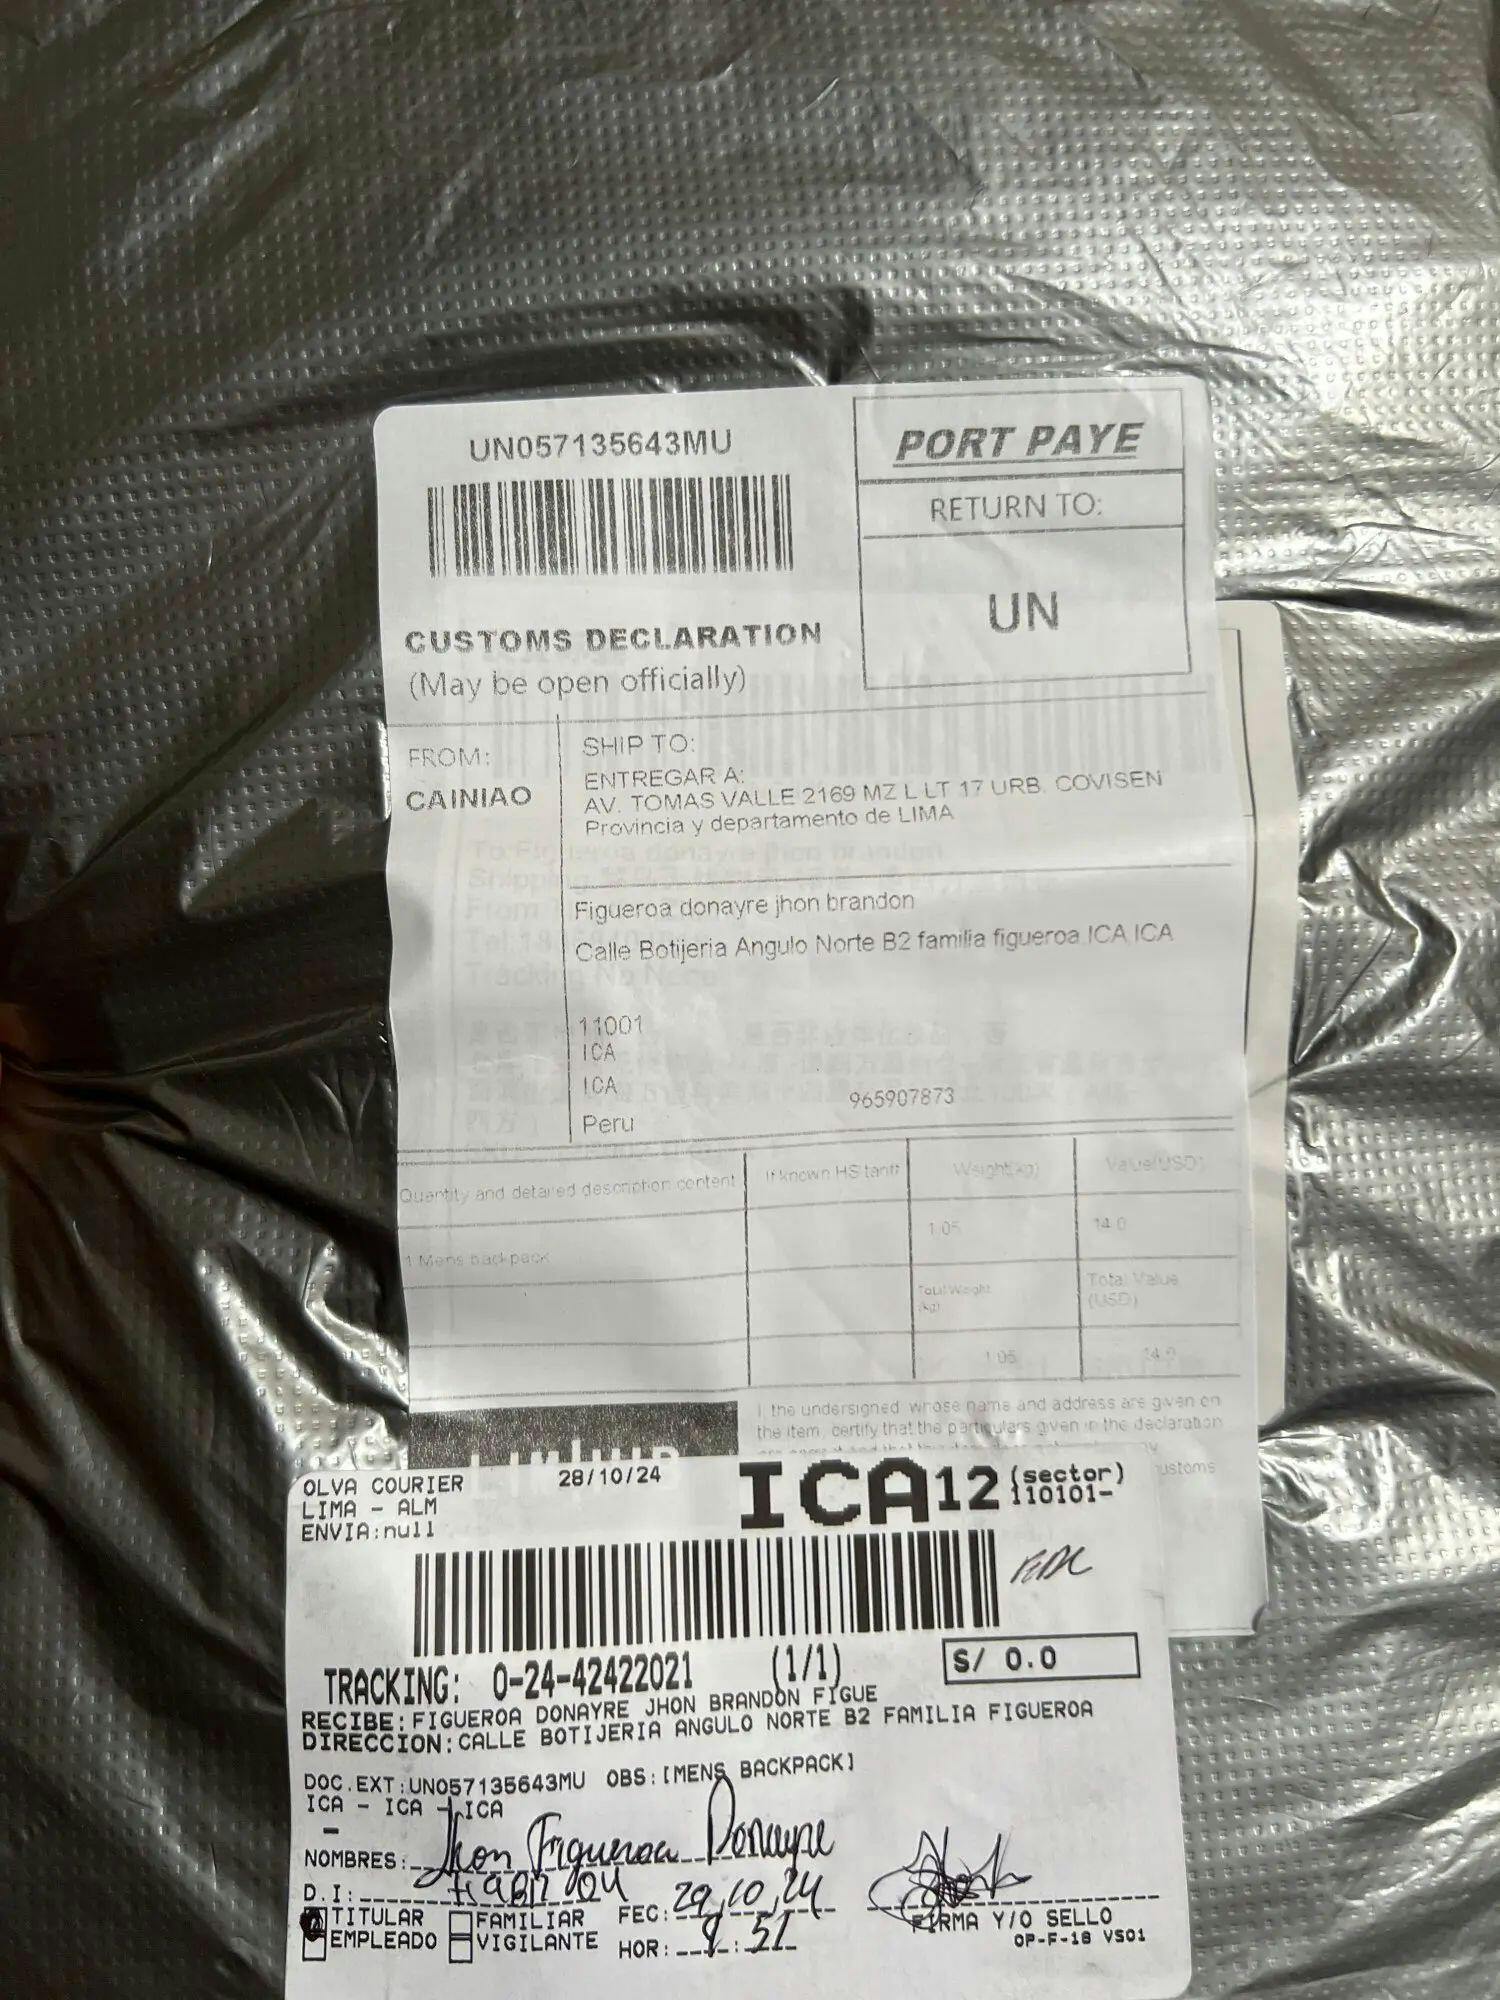 UN057135643MU
PORT PAYE
RETURN TO:
UN
CUSTOMS DECLARATION
(May be open officially)
FROM:
CAINIAO
SHIP TO:
ENTREGAR A:
AV. TOMAS VALLE 2169 MZ L LT 17 URB. COVISEN
Provincia y departamento de LIMA
Figueroa donayre jhon brandon
Calle Botijeria Angulo Norte B2 familia figueroa ICA ICA
11001
ICA
ICA
Peru
965907873
Quantity and detailed description content
If known HS tariff
Weight(kg)
Value(USD)
1 Mens backpack
1.05
14.0
Total Weight
(kg)
Total Value
(USD)
1.05
14.0
I, the undersigned whose name and address are given on
the item, certify that the particulars given in the declaration
ustoms
OLVA COURIER
LIMA - ALM
ENVIA:null
28/10/24
ICA12 (sector)
110101-
TRACKING: 0-24-42422021 (1/1)
S/ 0.0
RECIBE:FIGUEROA DONAYRE JHON BRANDON FIGUE
DIRECCION:CALLE BOTIJERIA ANGULO NORTE B2 FAMILIA FIGUEROA
DOC.EXT:UN057135643MU OBS:[MENS BACKPACK]
ICA - ICA - ICA
-
NOMBRES: Jhon Figueroa Donayre
D.I:
TITULAR
FAMILIAR
FEC: 29,10,24
EMPLEADO
VIGILANTE
HOR: 9:51
FIRMA Y/O SELLO
OP-F-18 VS01